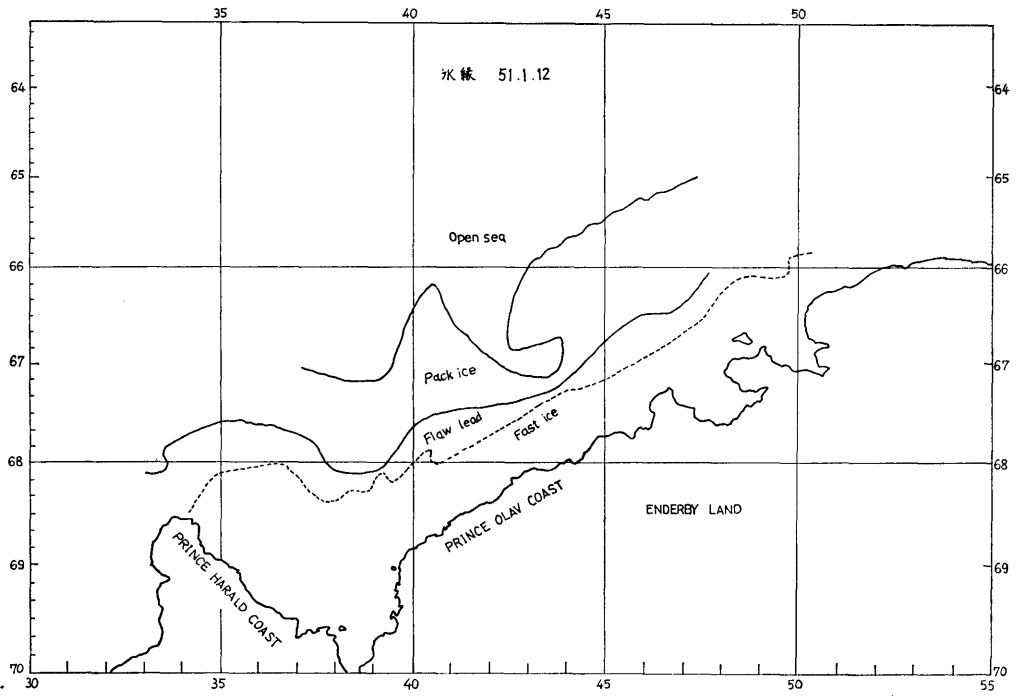 35 40 45 50
氷縁 51.1.12
64 64
65 65
Open sea
66 66
67 67
Pack ice
Flaw lead
Fast ice
68 68
PRINCE OLAV COAST
ENDERBY LAND
PRINCE HARALD COAST
69 69
70 70
30 35 40 45 50 55